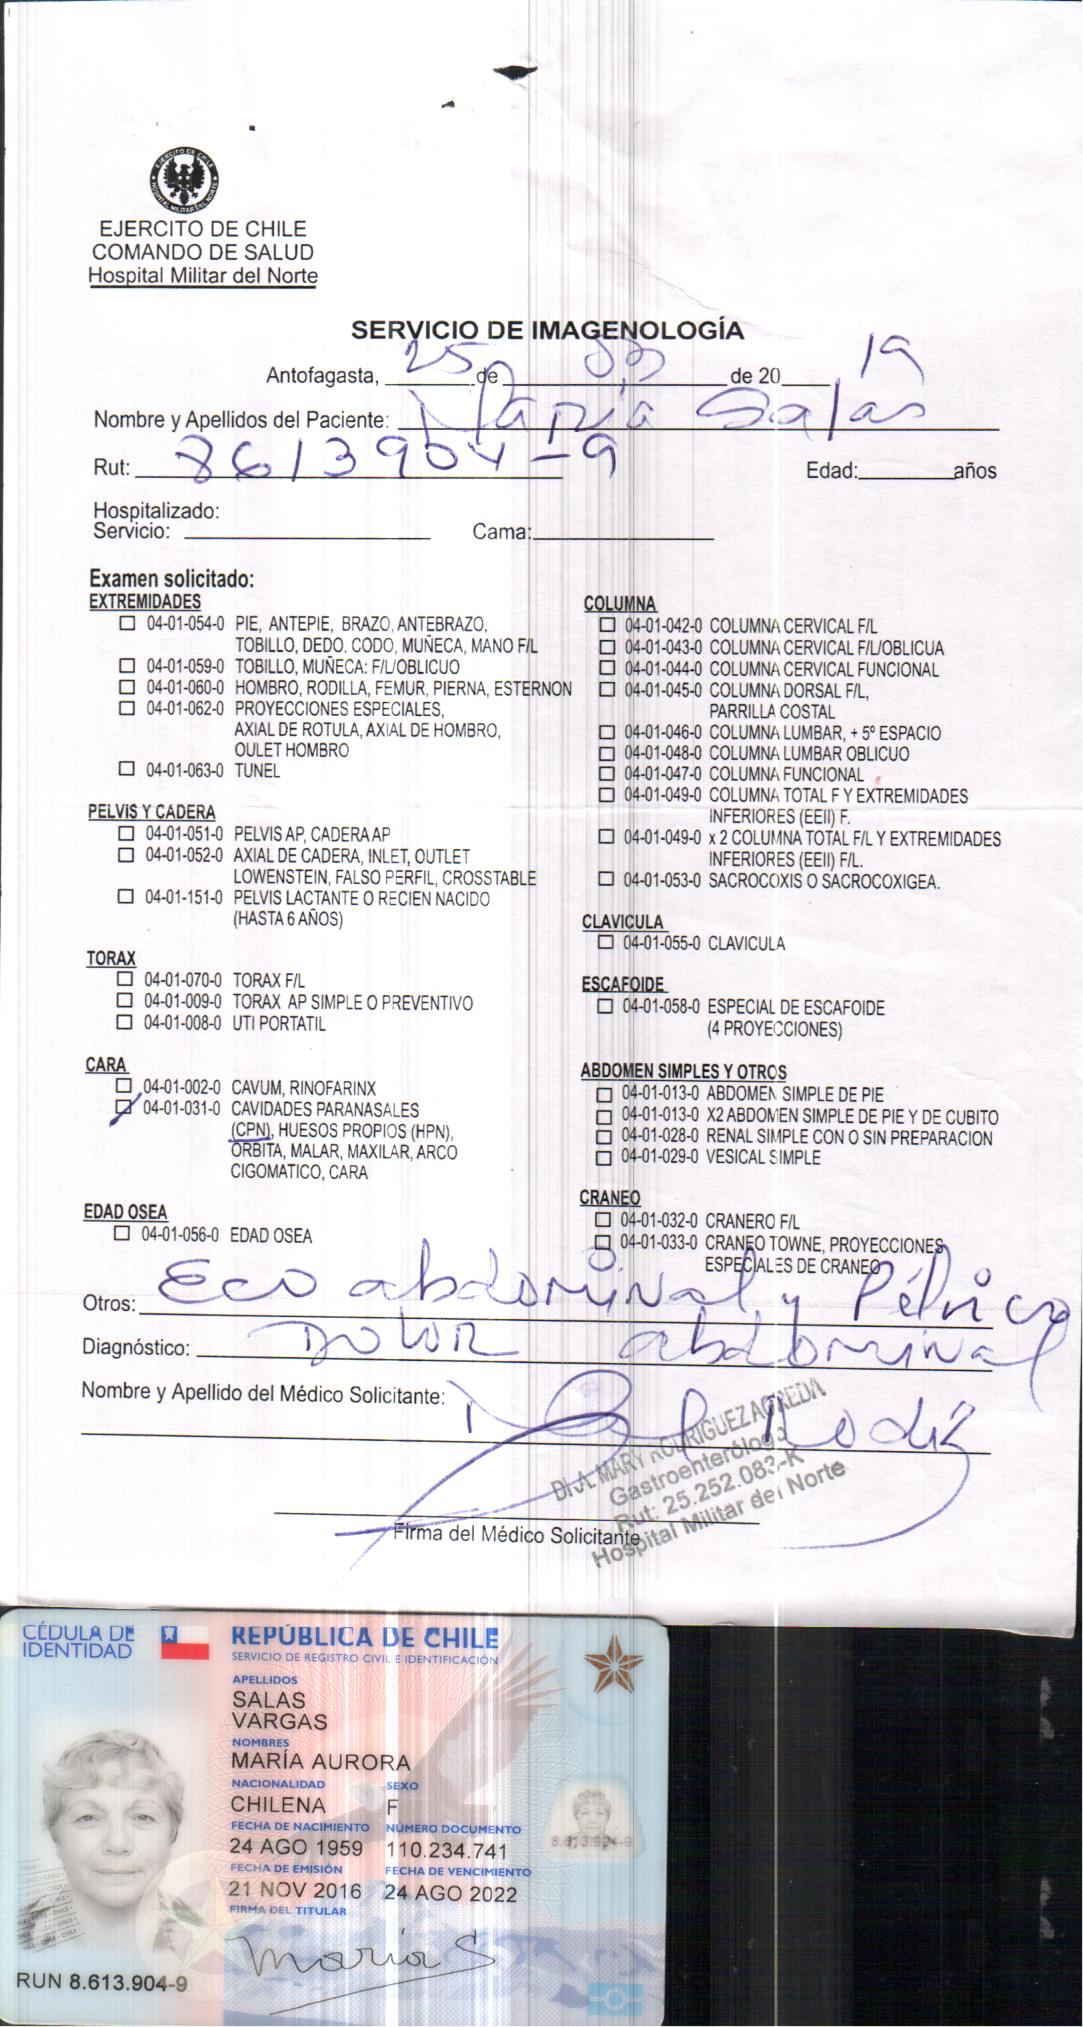 EJERCITO DE CHILE
HOSPITAL MILITAR DEL NORTE
EJERCITO DE CHILE
COMANDO DE SALUD
Hospital Militar del Norte
SERVICIO DE IMAGENOLOGÍA
Antofagasta, 25 de 03 de 2019
Nombre y Apellidos del Paciente: María Salas
Rut: 8613904-9 Edad: años
Hospitalizado:
Servicio: Cama:
Examen solicitado:
EXTREMIDADES
04-01-054-0 PIE, ANTEPIE, BRAZO, ANTEBRAZO,
TOBILLO, DEDO, CODO, MUÑECA, MANO F/L
04-01-059-0 TOBILLO, MUÑECA: F/L/OBLICUO
04-01-060-0 HOMBRO, RODILLA, FEMUR, PIERNA, ESTERNON
04-01-062-0 PROYECCIONES ESPECIALES,
AXIAL DE ROTULA, AXIAL DE HOMBRO,
OULET HOMBRO
04-01-063-0 TUNEL
PELVIS Y CADERA
04-01-051-0 PELVIS AP, CADERA AP
04-01-052-0 AXIAL DE CADERA, INLET, OUTLET
LOWENSTEIN, FALSO PERFIL, CROSSTABLE
04-01-151-0 PELVIS LACTANTE O RECIEN NACIDO
(HASTA 6 AÑOS)
TORAX
04-01-070-0 TORAX F/L
04-01-009-0 TORAX AP SIMPLE O PREVENTIVO
04-01-008-0 UTI PORTATIL
CARA
04-01-002-0 CAVUM, RINOFARINX
04-01-031-0 CAVIDADES PARANASALES
(CPN), HUESOS PROPIOS (HPN),
ORBITA, MALAR, MAXILAR, ARCO
CIGOMATICO, CARA
EDAD OSEA
04-01-056-0 EDAD OSEA
COLUMNA
04-01-042-0 COLUMNA CERVICAL F/L
04-01-043-0 COLUMNA CERVICAL F/L/OBLICUA
04-01-044-0 COLUMNA CERVICAL FUNCIONAL
04-01-045-0 COLUMNA DORSAL F/L,
PARRILLA COSTAL
04-01-046-0 COLUMNA LUMBAR, + 5º ESPACIO
04-01-048-0 COLUMNA LUMBAR OBLICUO
04-01-047-0 COLUMNA FUNCIONAL
04-01-049-0 COLUMNA TOTAL F Y EXTREMIDADES
INFERIORES (EEII) F.
04-01-049-0 x 2 COLUMNA TOTAL F/L Y EXTREMIDADES
INFERIORES (EEII) F/L.
04-01-053-0 SACROCOXIS O SACROCOXIGEA.
CLAVICULA
04-01-055-0 CLAVICULA
ESCAFOIDE
04-01-058-0 ESPECIAL DE ESCAFOIDE
(4 PROYECCIONES)
ABDOMEN SIMPLES Y OTROS
04-01-013-0 ABDOMEN SIMPLE DE PIE
04-01-013-0 X2 ABDOMEN SIMPLE DE PIE Y DE CUBITO
04-01-028-0 RENAL SIMPLE CON O SIN PREPARACION
04-01-029-0 VESICAL SIMPLE
CRANEO
04-01-032-0 CRANERO F/L
04-01-033-0 CRANEO TOWNE, PROYECCIONES
ESPECIALES DE CRANEO
Otros: Eco abdominal y Pélvica
Diagnóstico: Dolor abdominal
Nombre y Apellido del Médico Solicitante:
MARY RODRIGUEZ AGREDA
Gastroenterólogo
Rut: 25.252.083-K
Hospital Militar del Norte
Firma del Médico Solicitante
CÉDULA DE
IDENTIDAD
REPÚBLICA DE CHILE
SERVICIO DE REGISTRO CIVIL E IDENTIFICACIÓN
APELLIDOS
SALAS
VARGAS
NOMBRES
MARÍA AURORA
NACIONALIDAD SEXO
CHILENA F
FECHA DE NACIMIENTO NÚMERO DOCUMENTO
24 AGO 1959 110.234.741
FECHA DE EMISIÓN FECHA DE VENCIMIENTO
21 NOV 2016 24 AGO 2022
FIRMA DEL TITULAR
María S
8.613.904-9
RUN 8.613.904-9